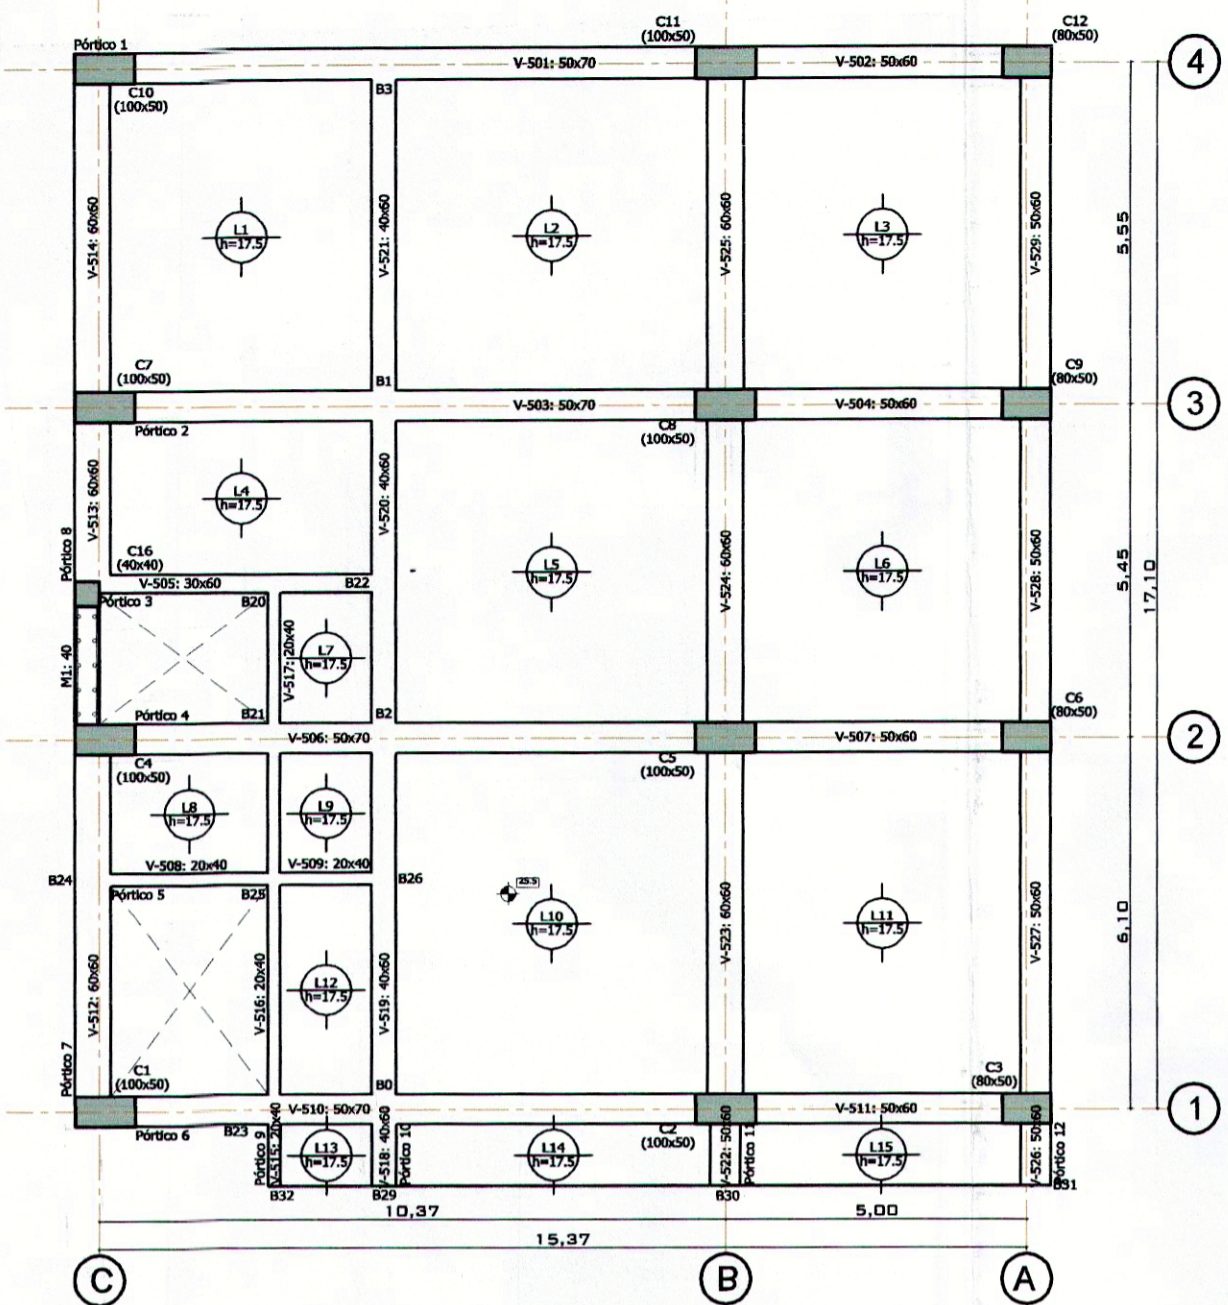 C11
(100x50)
C12
(80x50)
Pórtico 1
V-501: 50x70
V-502: 50x60
4
C10
(100x50)
B3
V-514: 60x60
L1
h=17.5
V-521: 40x60
L2
h=17.5
V-525: 60x60
L3
h=17.5
V-529: 50x60
5,55
C7
(100x50)
B1
C9
(80x50)
V-503: 50x70
V-504: 50x60
3
Pórtico 2
C8
(100x50)
V-513: 60x60
L4
h=17.5
V-520: 40x60
Pórtico 8
C16
(40x40)
V-505: 30x60
B22
L5
h=17.5
V-524: 60x60
L6
h=17.5
V-528: 50x60
5,45
17,10
Pórtico 3
B20
M1: 40
V-517: 20x40
L7
h=17.5
Pórtico 4
B21
B2
C6
(80x50)
V-506: 50x70
V-507: 50x60
2
C4
(100x50)
C5
(100x50)
L8
h=17.5
L9
h=17.5
V-508: 20x40
V-509: 20x40
B24
Pórtico 5
B25
B26
25.5
L10
h=17.5
V-523: 60x60
L11
h=17.5
V-527: 50x60
6,10
V-512: 60x60
V-516: 20x40
L12
h=17.5
V-519: 40x60
Pórtico 7
C1
(100x50)
B0
C3
(80x50)
V-510: 50x70
V-511: 50x60
1
Pórtico 6
B23
Pórtico 9
V-515: 20x40
L13
h=17.5
V-518: 40x60
Pórtico 10
L14
h=17.5
C2
(100x50)
V-522: 50x60
Pórtico 11
L15
h=17.5
V-526: 50x60
Pórtico 12
B32
B29
B30
B31
10,37
5,00
15,37
C
B
A